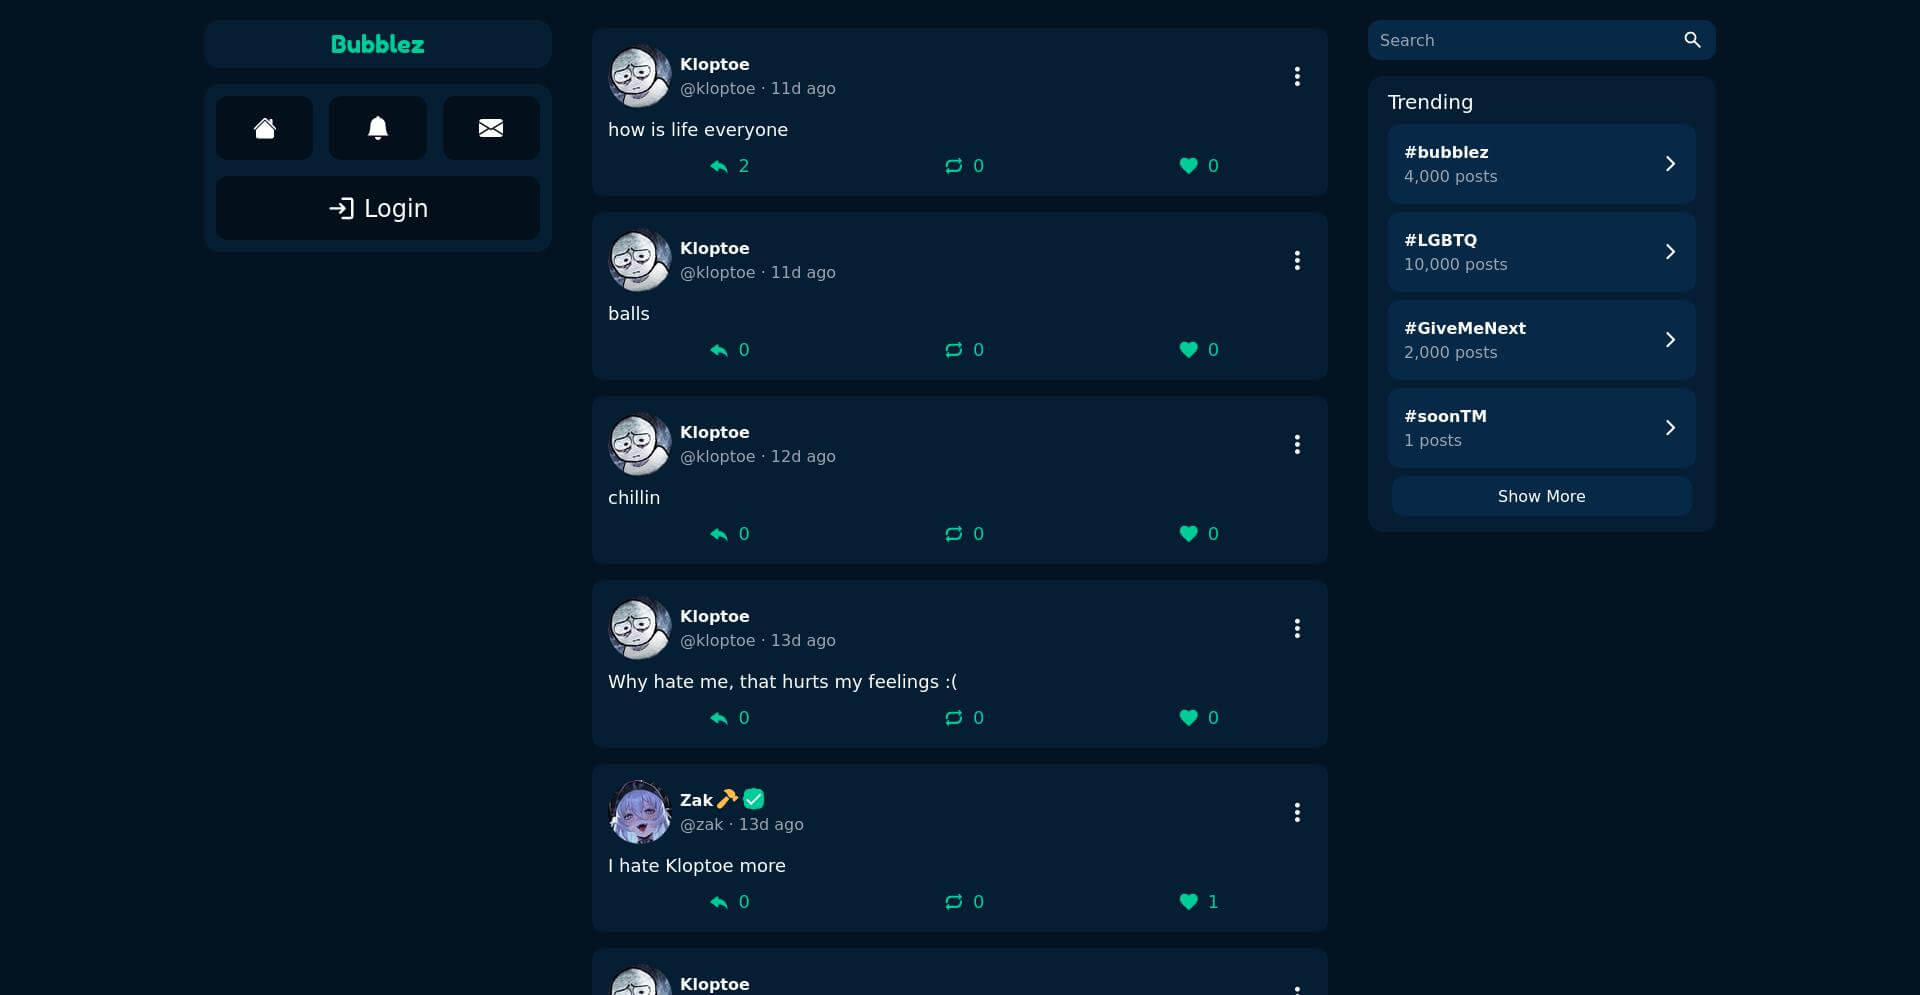 Bubblez
Login
Kloptoe
@kloptoe · 11d ago
how is life everyone
2 0 0
Kloptoe
@kloptoe · 11d ago
balls
0 0 0
Kloptoe
@kloptoe · 12d ago
chillin
0 0 0
Kloptoe
@kloptoe · 13d ago
Why hate me, that hurts my feelings :(
0 0 0
Zak
@zak · 13d ago
I hate Kloptoe more
0 0 1
Kloptoe
Search
Trending
#bubblez
4,000 posts
#LGBTQ
10,000 posts
#GiveMeNext
2,000 posts
#soonTM
1 posts
Show More